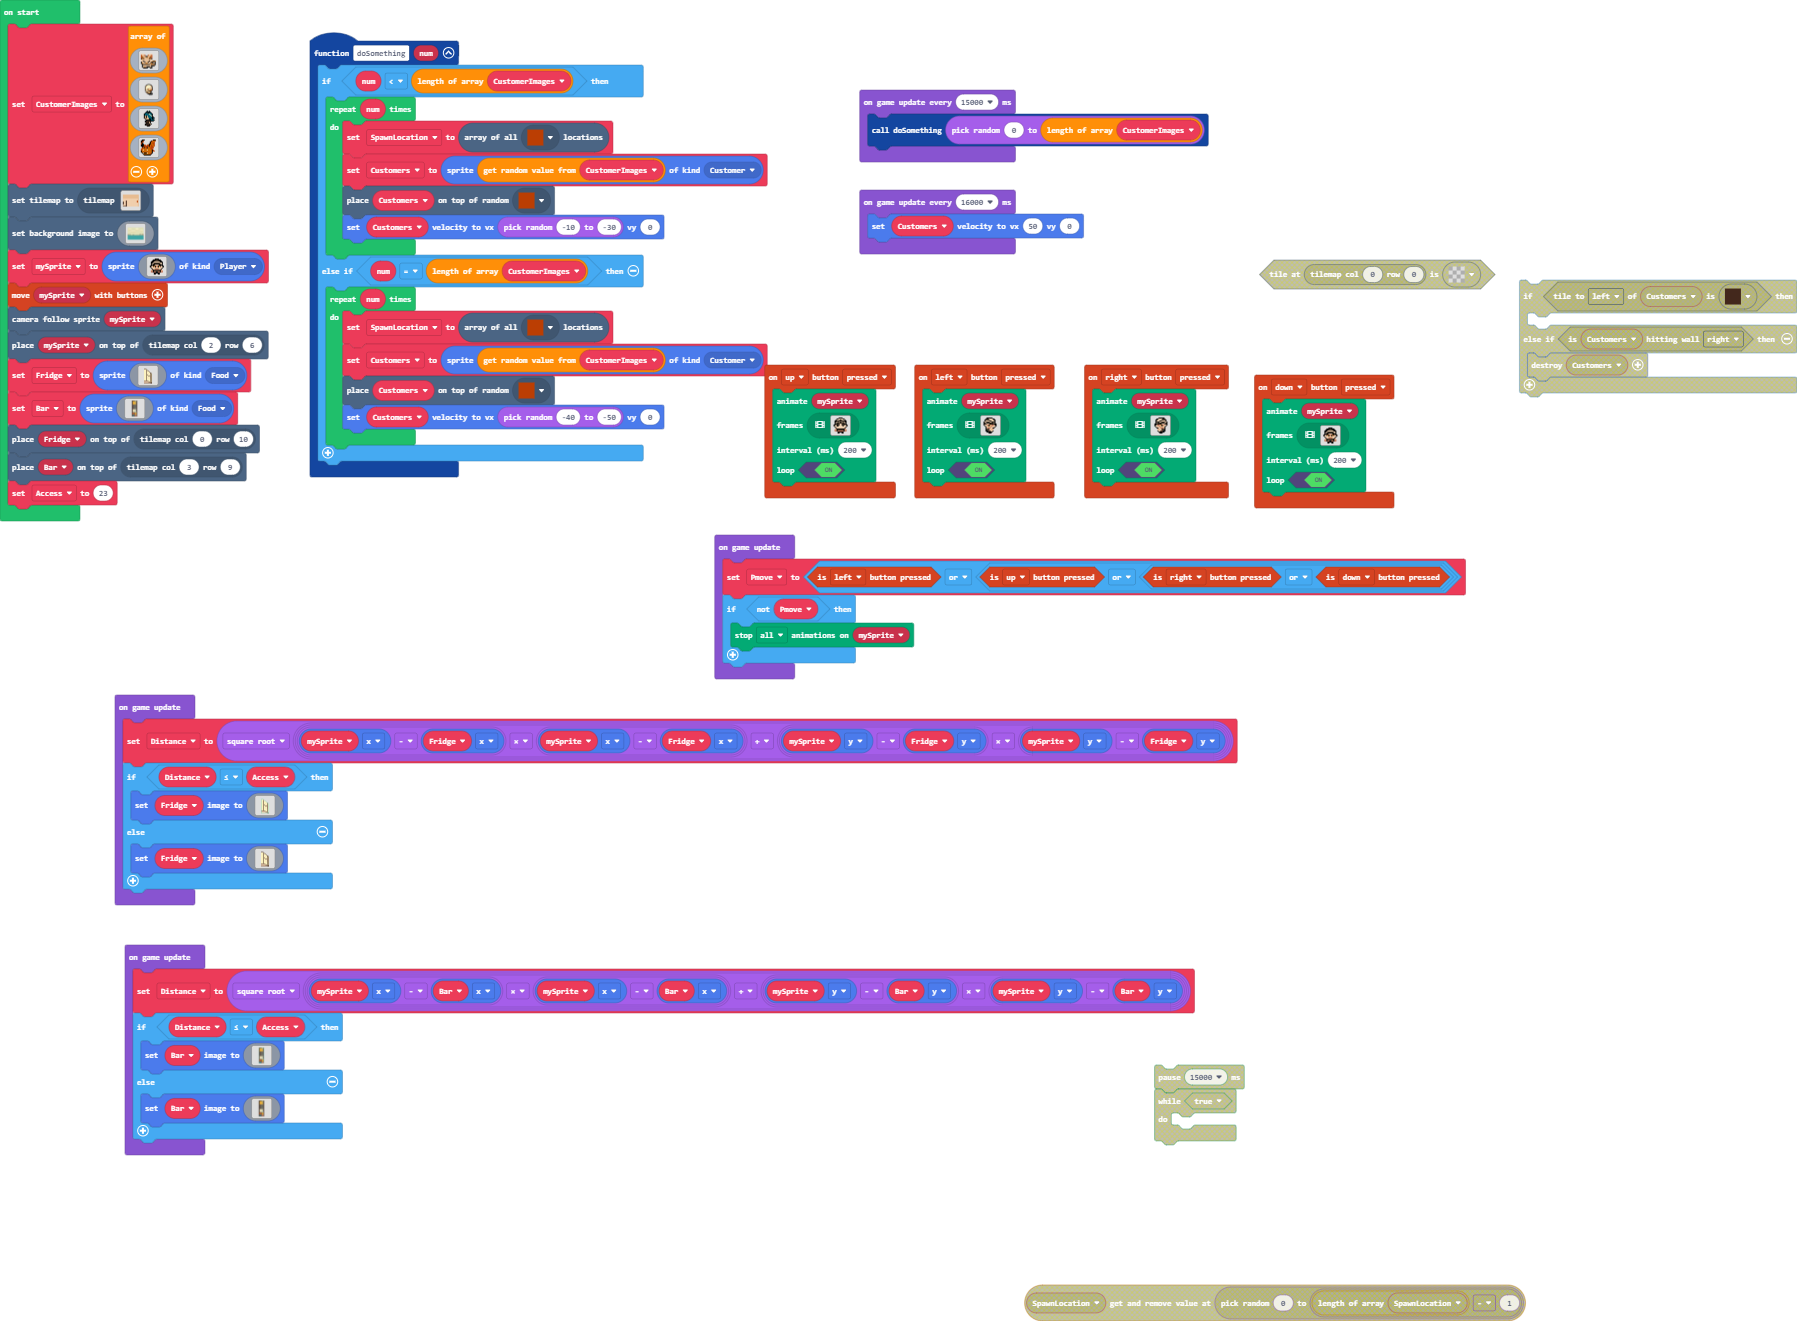 on start
array of
set CustomerImages to
set tilemap to tilemap
set background image to
set mySprite to sprite of kind Player
move mySprite with buttons
camera follow sprite mySprite
place mySprite on top of tilemap col 2 row 6
set Fridge to sprite of kind Food
set Bar to sprite of kind Food
place Fridge on top of tilemap col 0 row 10
place Bar on top of tilemap col 3 row 9
set Access to 23
function doSomething num
if num < length of array CustomerImages then
repeat num times
do
set SpawnLocation to array of all locations
set Customers to sprite get random value from CustomerImages of kind Customer
place Customers on top of random
set Customers velocity to vx pick random -10 to -30 vy 0
else if num = length of array CustomerImages then
repeat num times
do
set SpawnLocation to array of all locations
set Customers to sprite get random value from CustomerImages of kind Customer
place Customers on top of random
set Customers velocity to vx pick random -40 to -50 vy 0
on game update every 15000 ms
call doSomething pick random 0 to length of array CustomerImages
on game update every 16000 ms
set Customers velocity to vx 50 vy 0
tile at tilemap col 0 row 0 is
if tile to left of Customers is then
else if is Customers hitting wall right then
destroy Customers
on up button pressed
animate mySprite
frames
interval (ms) 200
loop ON
on left button pressed
animate mySprite
frames
interval (ms) 200
loop ON
on right button pressed
animate mySprite
frames
interval (ms) 200
loop ON
on down button pressed
animate mySprite
frames
interval (ms) 200
loop ON
on game update
set Pmove to is left button pressed or is up button pressed or is right button pressed or is down button pressed
if not Pmove then
stop all animations on mySprite
on game update
set Distance to square root mySprite x - Fridge x × mySprite x - Fridge x + mySprite y - Fridge y × mySprite y - Fridge y
if Distance ≤ Access then
set Fridge image to
else
set Fridge image to
on game update
set Distance to square root mySprite x - Bar x × mySprite x - Bar x + mySprite y - Bar y × mySprite y - Bar y
if Distance ≤ Access then
set Bar image to
else
set Bar image to
pause 15000 ms
while true
do
SpawnLocation get and remove value at pick random 0 to length of array SpawnLocation - 1